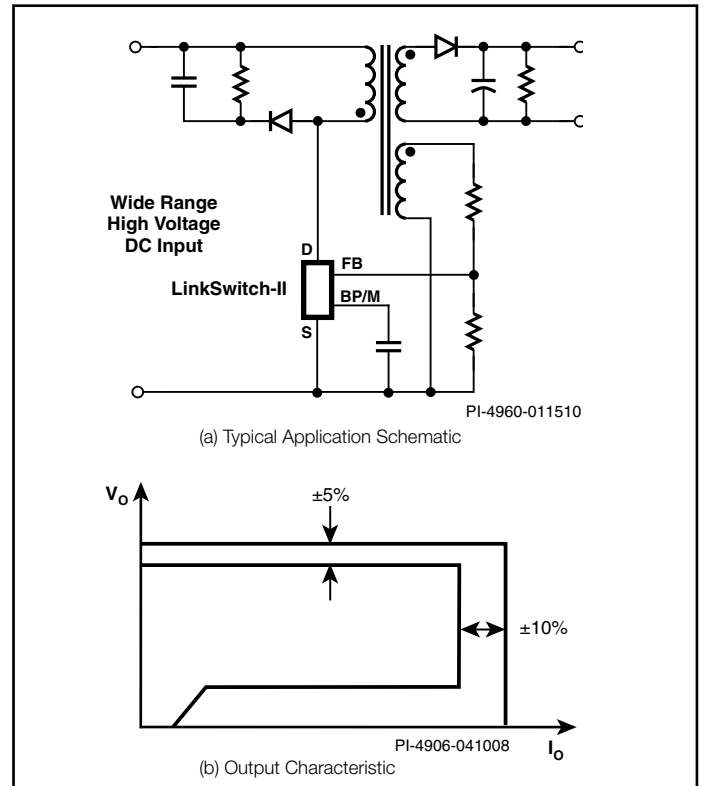 Wide Range
High Voltage
DC Input
LinkSwitch-II
D
FB
BP/M
S
PI-4960-011510
(a) Typical Application Schematic
VO
±5%
±10%
PI-4906-041008
IO
(b) Output Characteristic